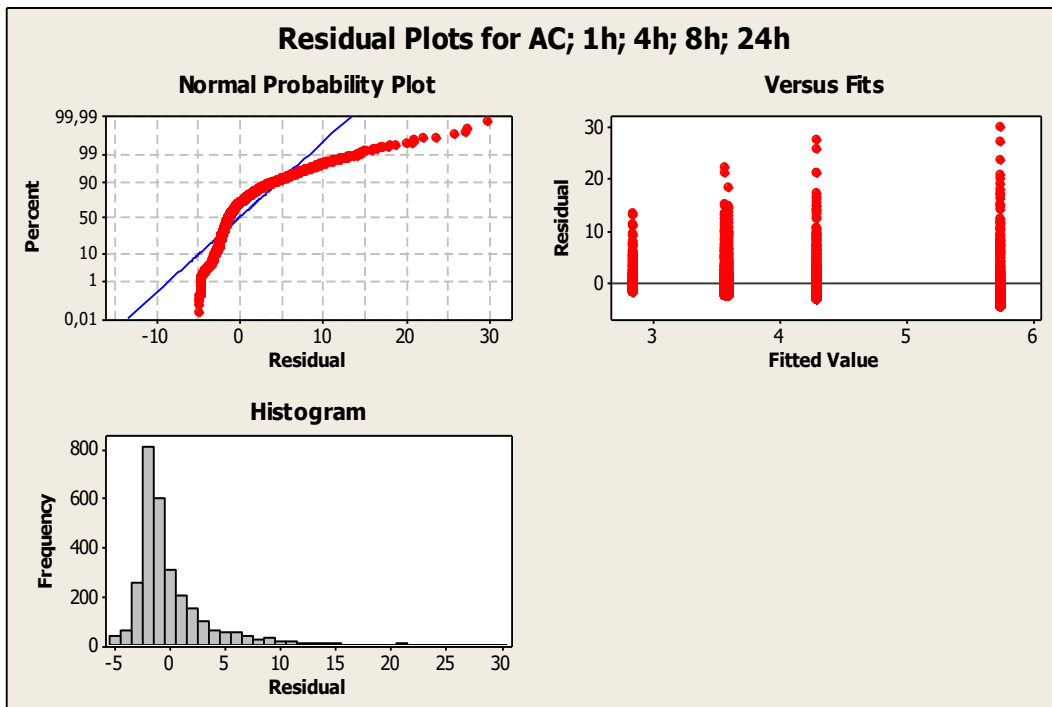 Residual Plots for AC; 1h; 4h; 8h; 24h
Normal Probability Plot
Percent
99,99
99
90
50
10
1
0,01
-10 0 10 20 30
Residual
Versus Fits
Residual
30
20
10
0
3 4 5 6
Fitted Value
Histogram
Frequency
800
600
400
200
0
-5 0 5 10 15 20 25 30
Residual